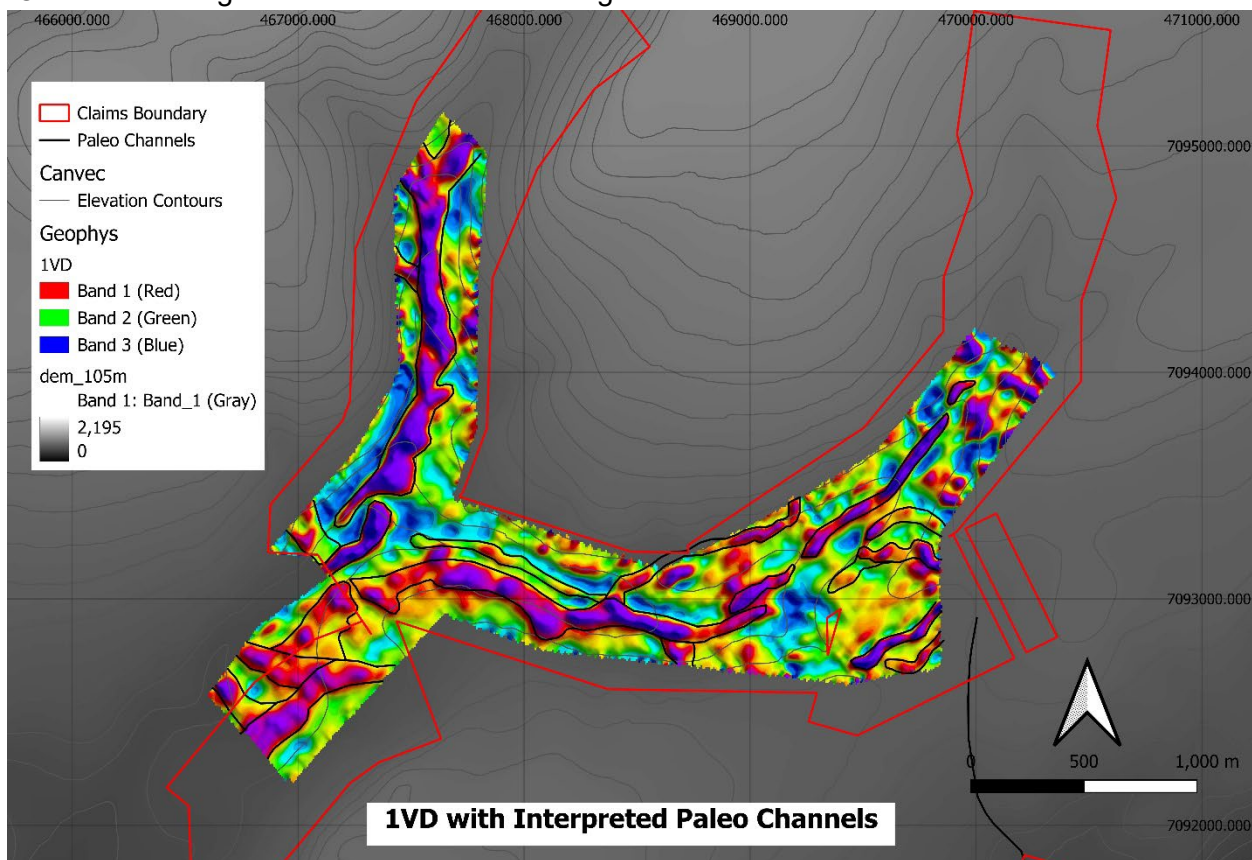 466000.000 467000.000 468000.000 469000.000 470000.000 471000.000
Claims Boundary
Paleo Channels
Canvec
Elevation Contours
Geophys
1VD
Band 1 (Red)
Band 2 (Green)
Band 3 (Blue)
dem_105m
Band 1: Band_1 (Gray)
2,195
0
7095000.000
7094000.000
7093000.000
7092000.000
0 500 1,000 m
1VD with Interpreted Paleo Channels